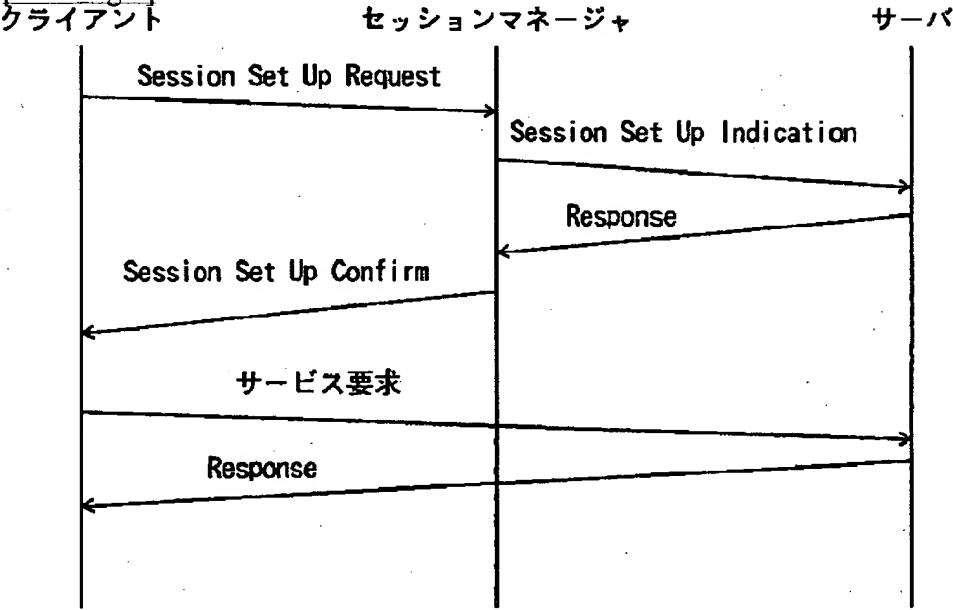 クライアント セッションマネージャ サーバ
Session Set Up Request
Session Set Up Indication
Response
Session Set Up Confirm
サービス要求
Response